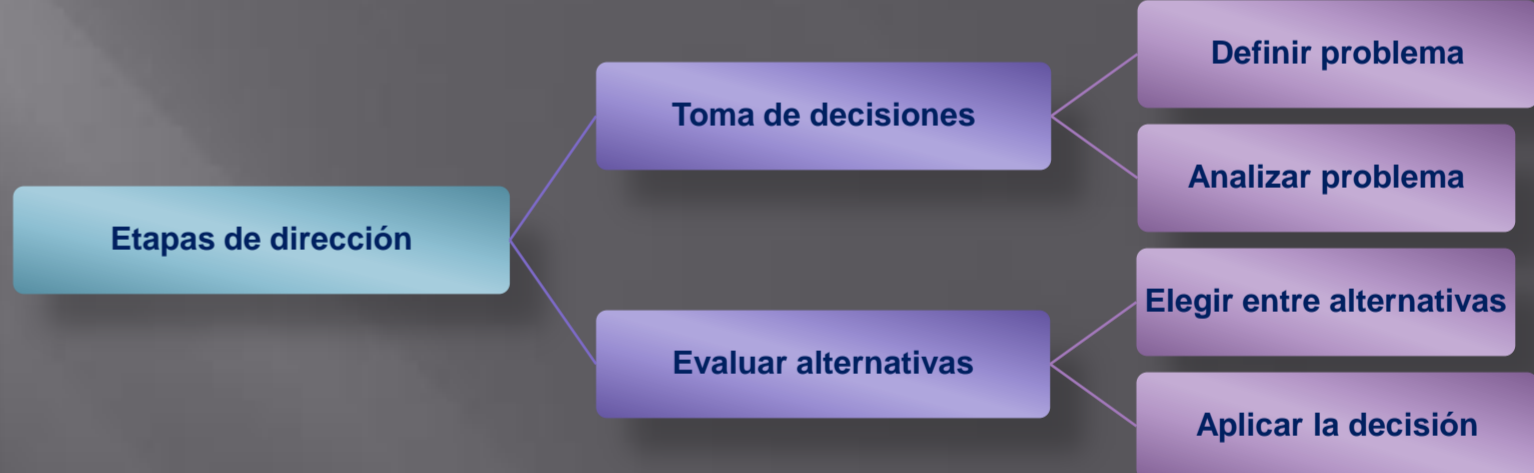 Etapas de dirección
Toma de decisiones
Definir problema
Analizar problema
Evaluar alternativas
Elegir entre alternativas
Aplicar la decisión